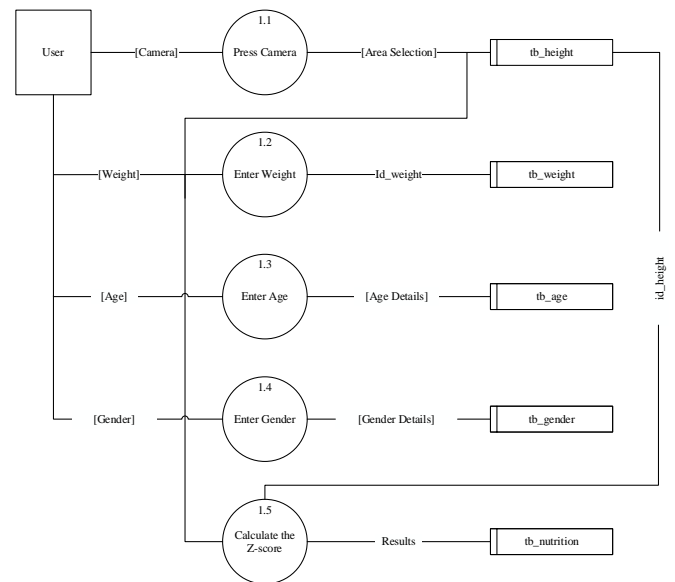 1.1
User
[Camera]
Press Camera
[Area Selection]
tb_height
1.2
[Weight]
Enter Weight
Id_weight
tb_weight
id_height
1.3
[Age]
Enter Age
[Age Details]
tb_age
1.4
[Gender]
Enter Gender
[Gender Details]
tb_gender
1.5
Calculate the
Z-score
Results
tb_nutrition